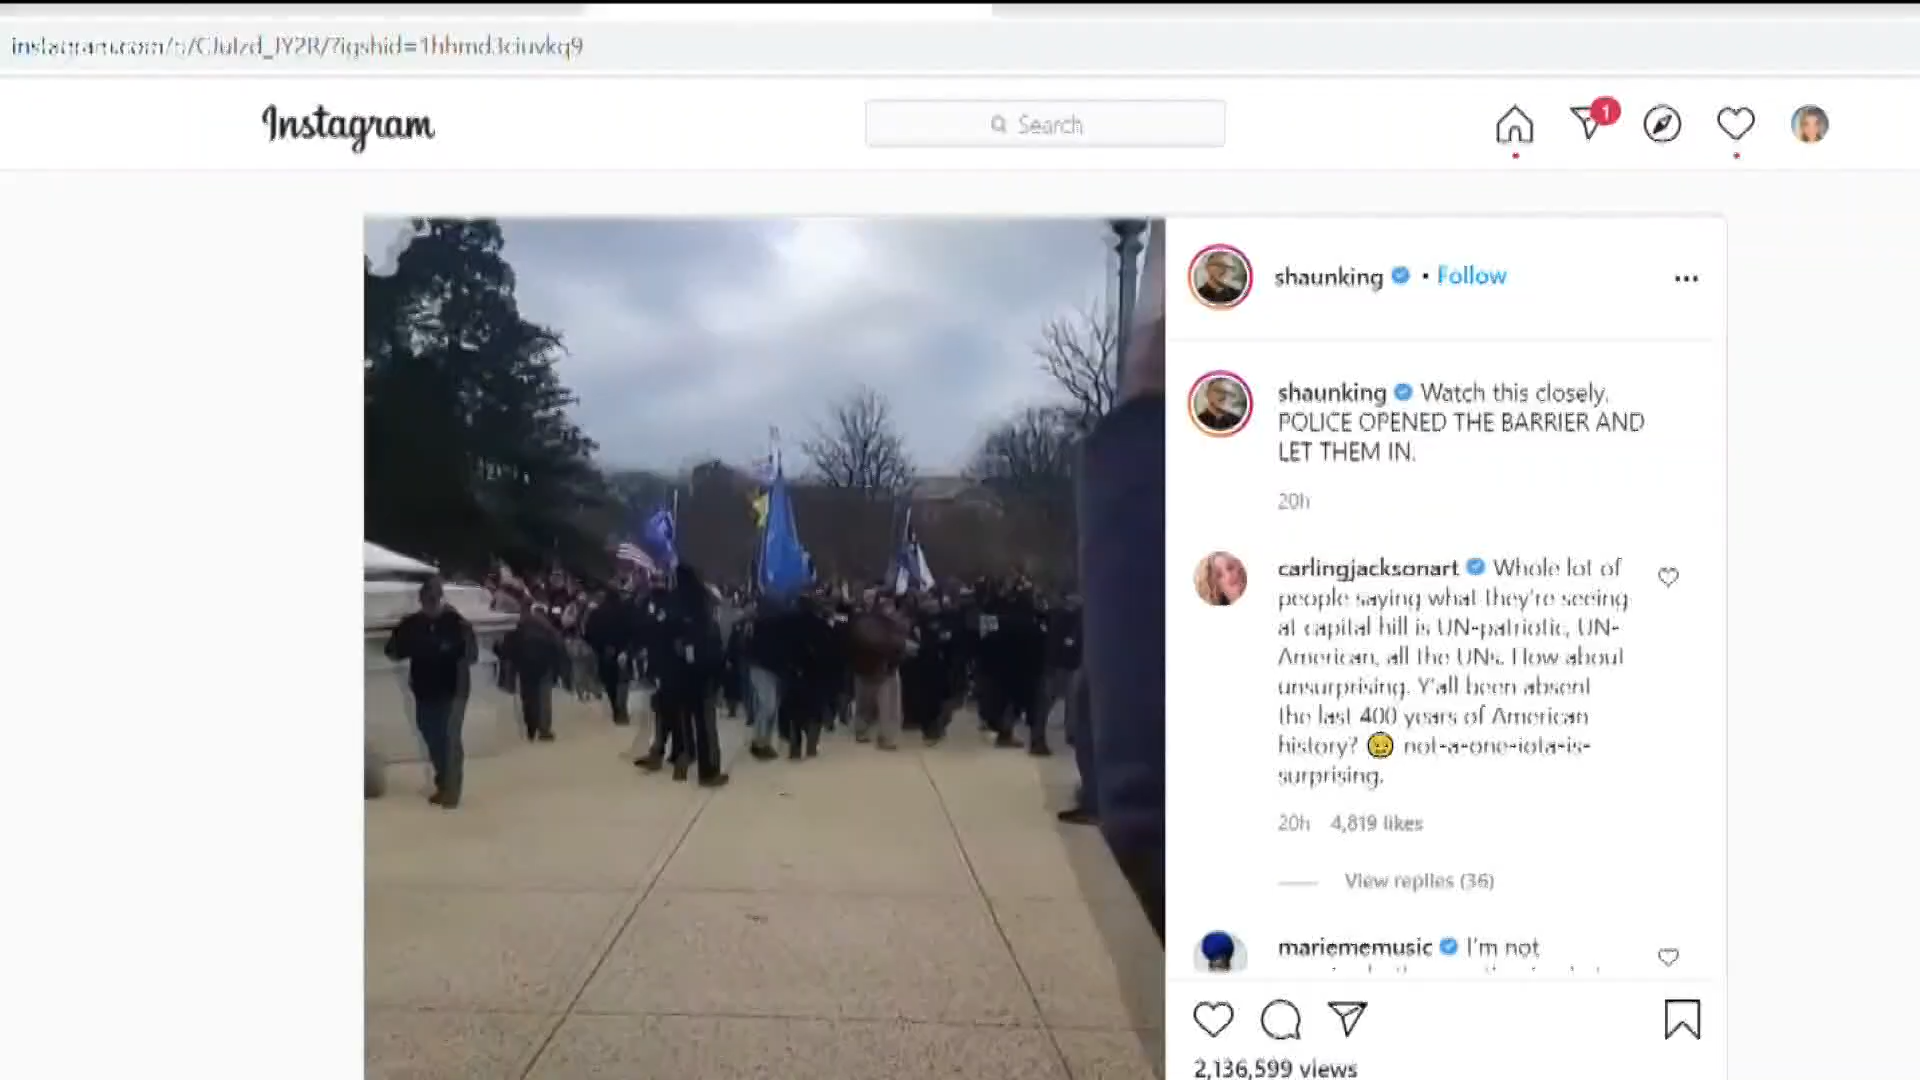 Instagram
Search
1
shaunking • Follow
shaunking Watch this closely.
POLICE OPENED THE BARRIER AND
LET THEM IN.
20h
carlingjacksonart Whole lot of
people saying what they're seeing
at capital hill is UN-patriotic, UN-
American, all the UNs. How about
unsurprising. Y'all been absent
the last 400 years of American
history? not-a-one-iota-is-
surprising.
20h 4,819 likes
View replies (36)
mariememusic I'm not
2,136,599 views